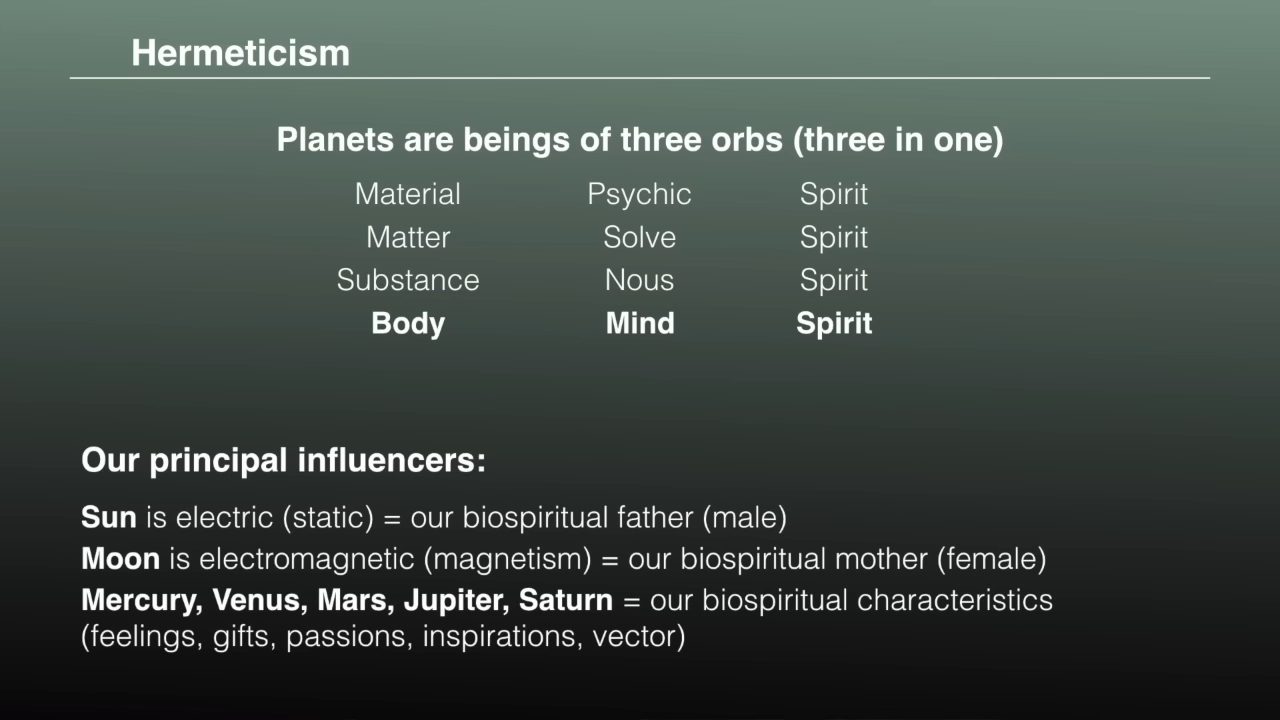 Hermeticism
Planets are beings of three orbs (three in one)
Material Psychic Spirit
Matter Solve Spirit
Substance Nous Spirit
Body Mind Spirit
Our principal influencers:
Sun is electric (static) = our biospiritual father (male)
Moon is electromagnetic (magnetism) = our biospiritual mother (female)
Mercury, Venus, Mars, Jupiter, Saturn = our biospiritual characteristics
(feelings, gifts, passions, inspirations, vector)